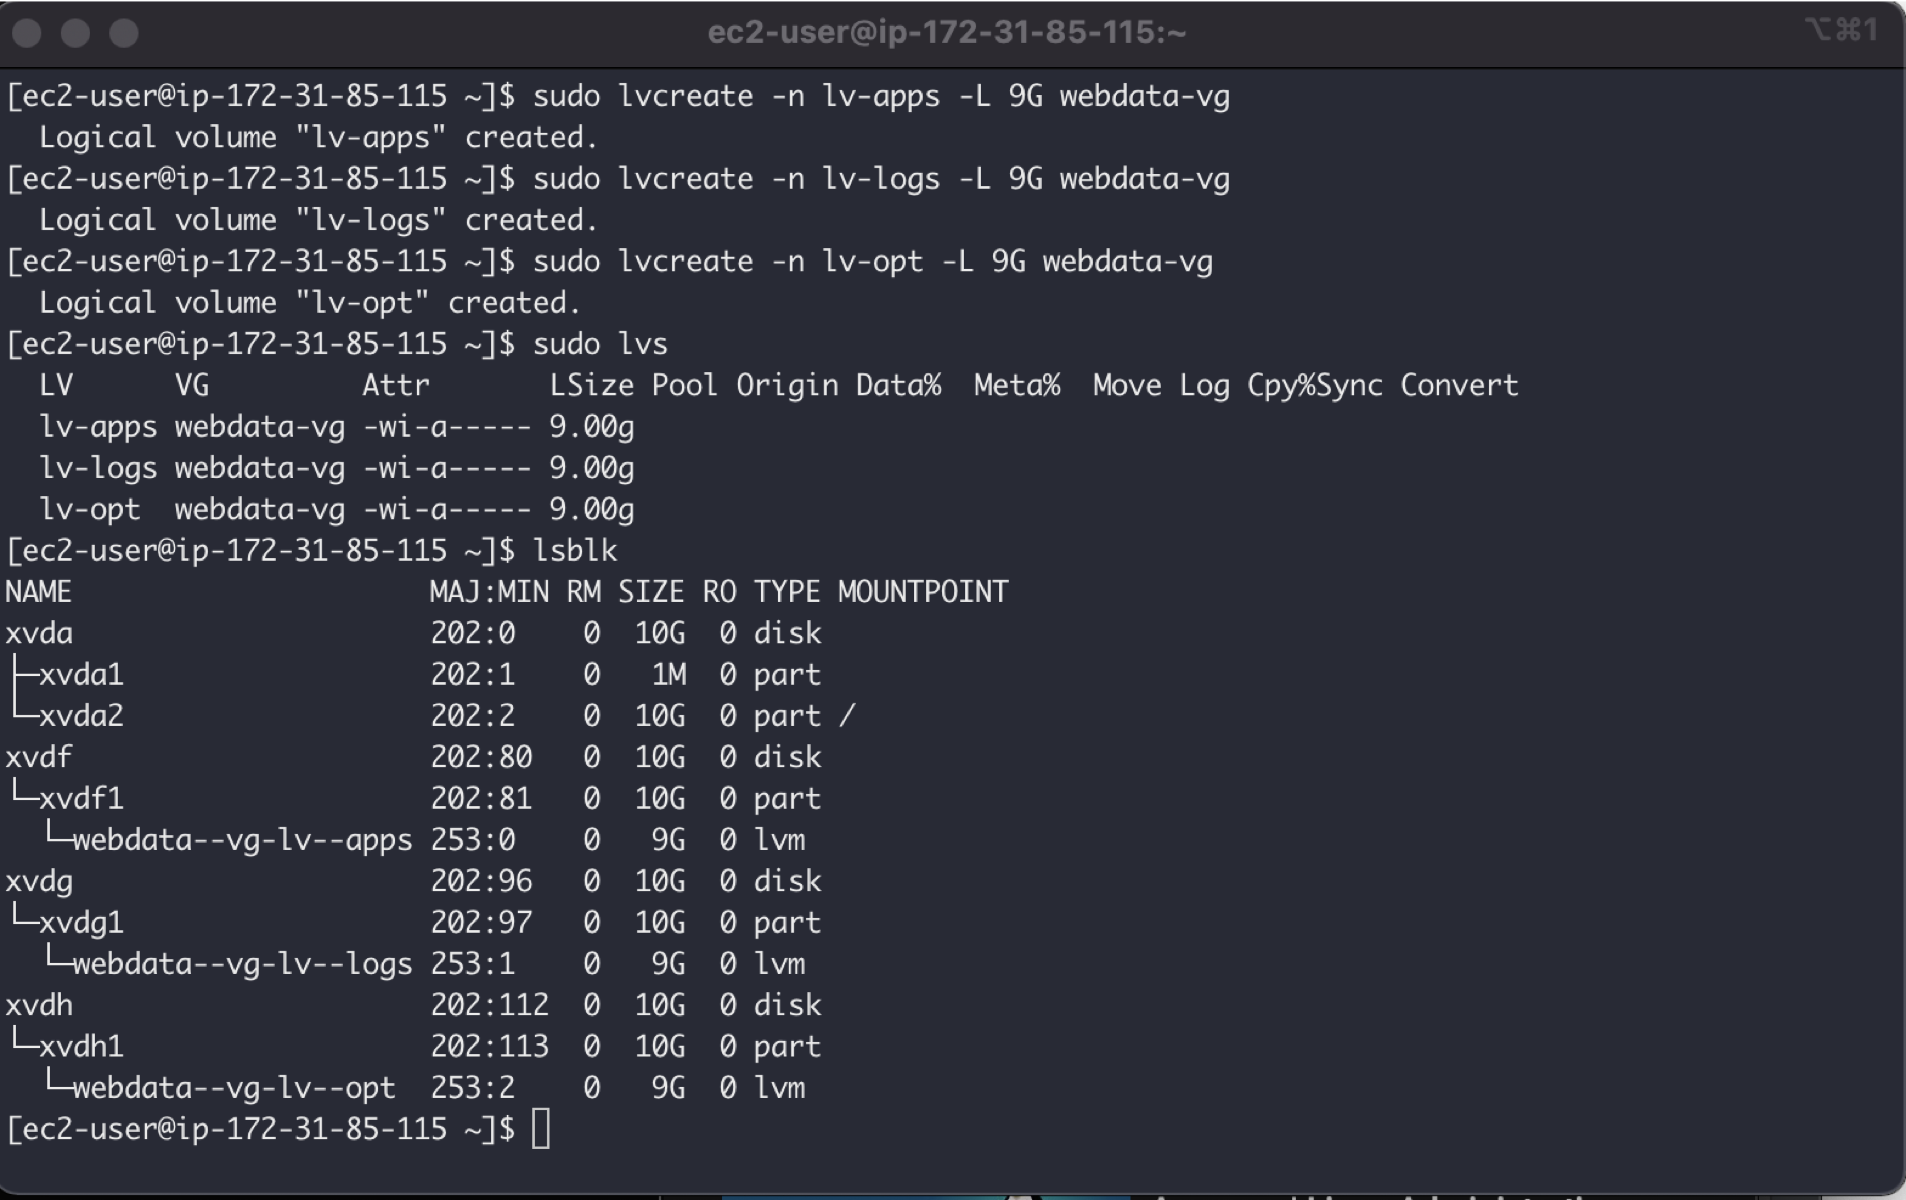 ec2-user@ip-172-31-85-115:~
⌥⌘1
[ec2-user@ip-172-31-85-115 ~]$ sudo lvcreate -n lv-apps -L 9G webdata-vg
  Logical volume "lv-apps" created.
[ec2-user@ip-172-31-85-115 ~]$ sudo lvcreate -n lv-logs -L 9G webdata-vg
  Logical volume "lv-logs" created.
[ec2-user@ip-172-31-85-115 ~]$ sudo lvcreate -n lv-opt -L 9G webdata-vg
  Logical volume "lv-opt" created.
[ec2-user@ip-172-31-85-115 ~]$ sudo lvs
  LV      VG         Attr       LSize Pool Origin Data%  Meta%  Move Log Cpy%Sync Convert
  lv-apps webdata-vg -wi-a----- 9.00g
  lv-logs webdata-vg -wi-a----- 9.00g
  lv-opt  webdata-vg -wi-a----- 9.00g
[ec2-user@ip-172-31-85-115 ~]$ lsblk
NAME                     MAJ:MIN RM SIZE RO TYPE MOUNTPOINT
xvda                     202:0    0  10G  0 disk
├─xvda1                  202:1    0   1M  0 part
└─xvda2                  202:2    0  10G  0 part /
xvdf                     202:80   0  10G  0 disk
└─xvdf1                  202:81   0  10G  0 part
  └─webdata--vg-lv--apps 253:0    0   9G  0 lvm
xvdg                     202:96   0  10G  0 disk
└─xvdg1                  202:97   0  10G  0 part
  └─webdata--vg-lv--logs 253:1    0   9G  0 lvm
xvdh                     202:112  0  10G  0 disk
└─xvdh1                  202:113  0  10G  0 part
  └─webdata--vg-lv--opt  253:2    0   9G  0 lvm
[ec2-user@ip-172-31-85-115 ~]$